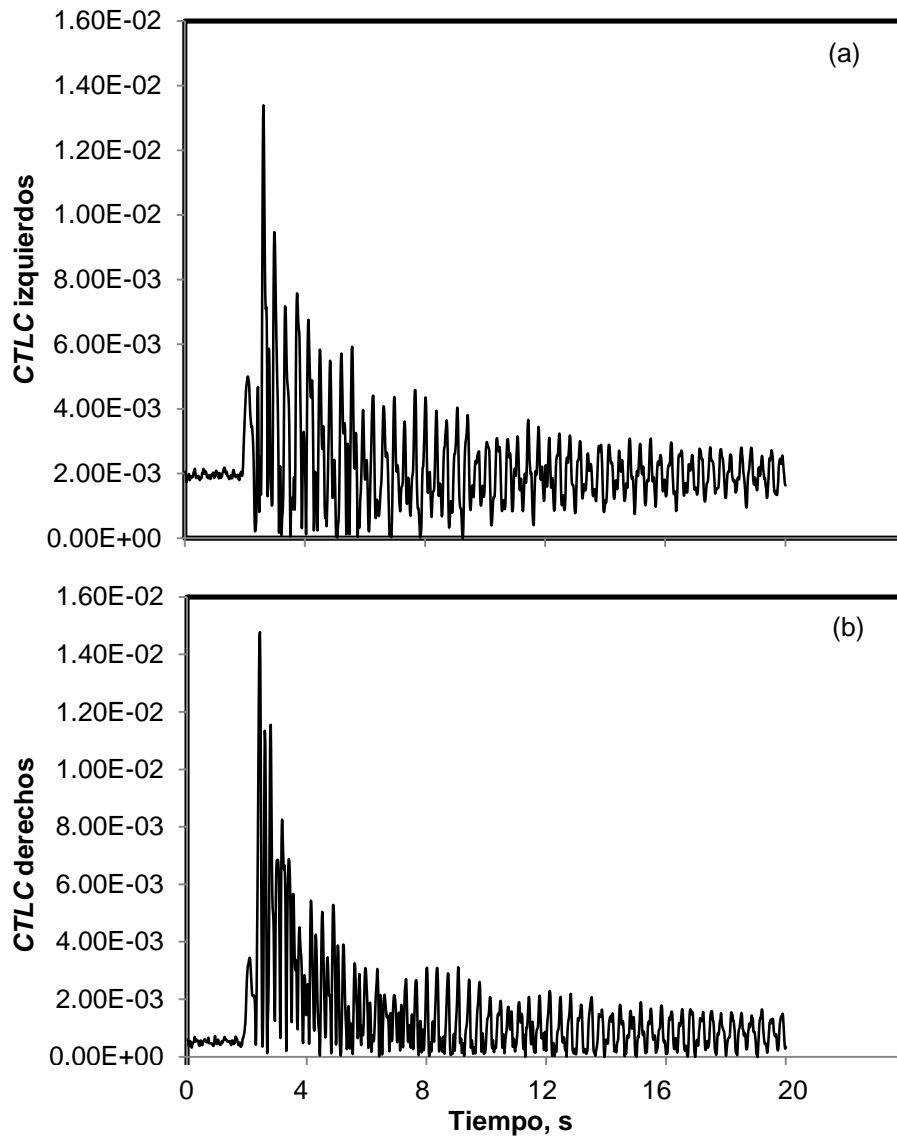 1.60E-02
(a)
1.40E-02
1.20E-02
1.00E-02
8.00E-03
6.00E-03
4.00E-03
2.00E-03
0.00E+00
CTLC izquierdos
1.60E-02
(b)
1.40E-02
1.20E-02
1.00E-02
8.00E-03
6.00E-03
4.00E-03
2.00E-03
0.00E+00
CTLC derechos
0 4 8 12 16 20
Tiempo, s